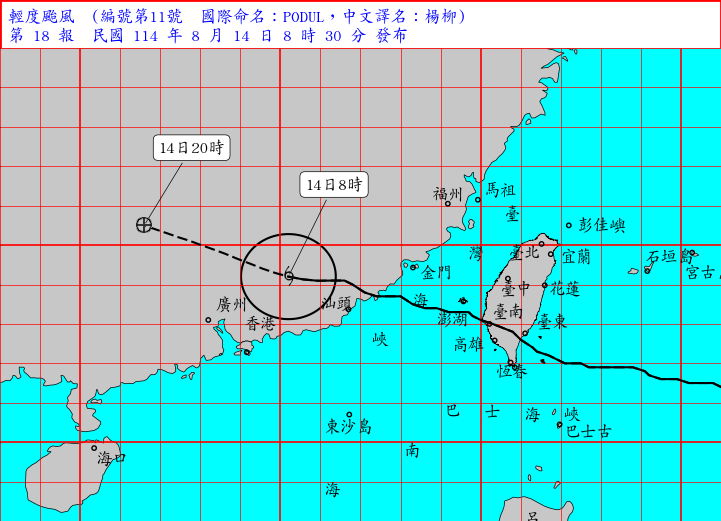 輕度颱風 (編號第11號 國際命名：PODUL，中文譯名：楊柳)
第 18 報 民國 114 年 8 月 14 日 8 時 30 分 發布
14日20時
14日8時
福州
馬祖
臺
彭佳嶼
臺北
灣
宜蘭
石垣島
金門
宮古
臺中
花蓮
廣州
汕頭
海
臺南
香港
澎湖
臺東
峽
高雄
恆春
巴 士 海 峽
東沙島
巴士古
南
海口
海
呂